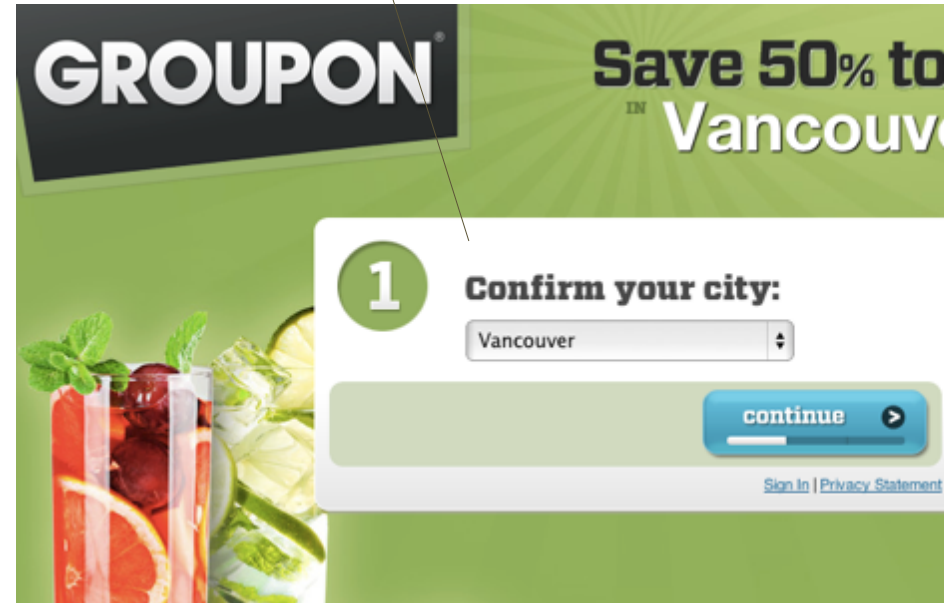 GROUPON®
Save 50% to
IN
Vancouv
1
Confirm your city:
Vancouver
continue
Sign In | Privacy Statement